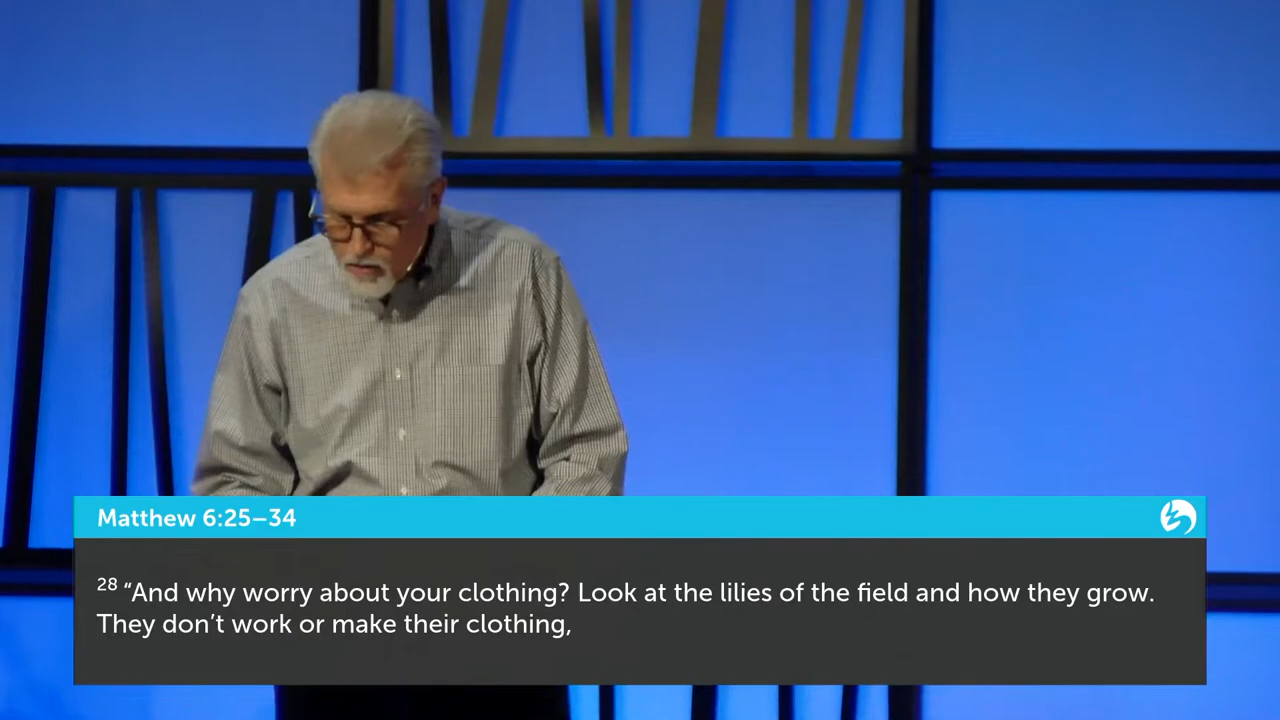 Matthew 6:25–34
28 “And why worry about your clothing? Look at the lilies of the field and how they grow.
They don’t work or make their clothing,